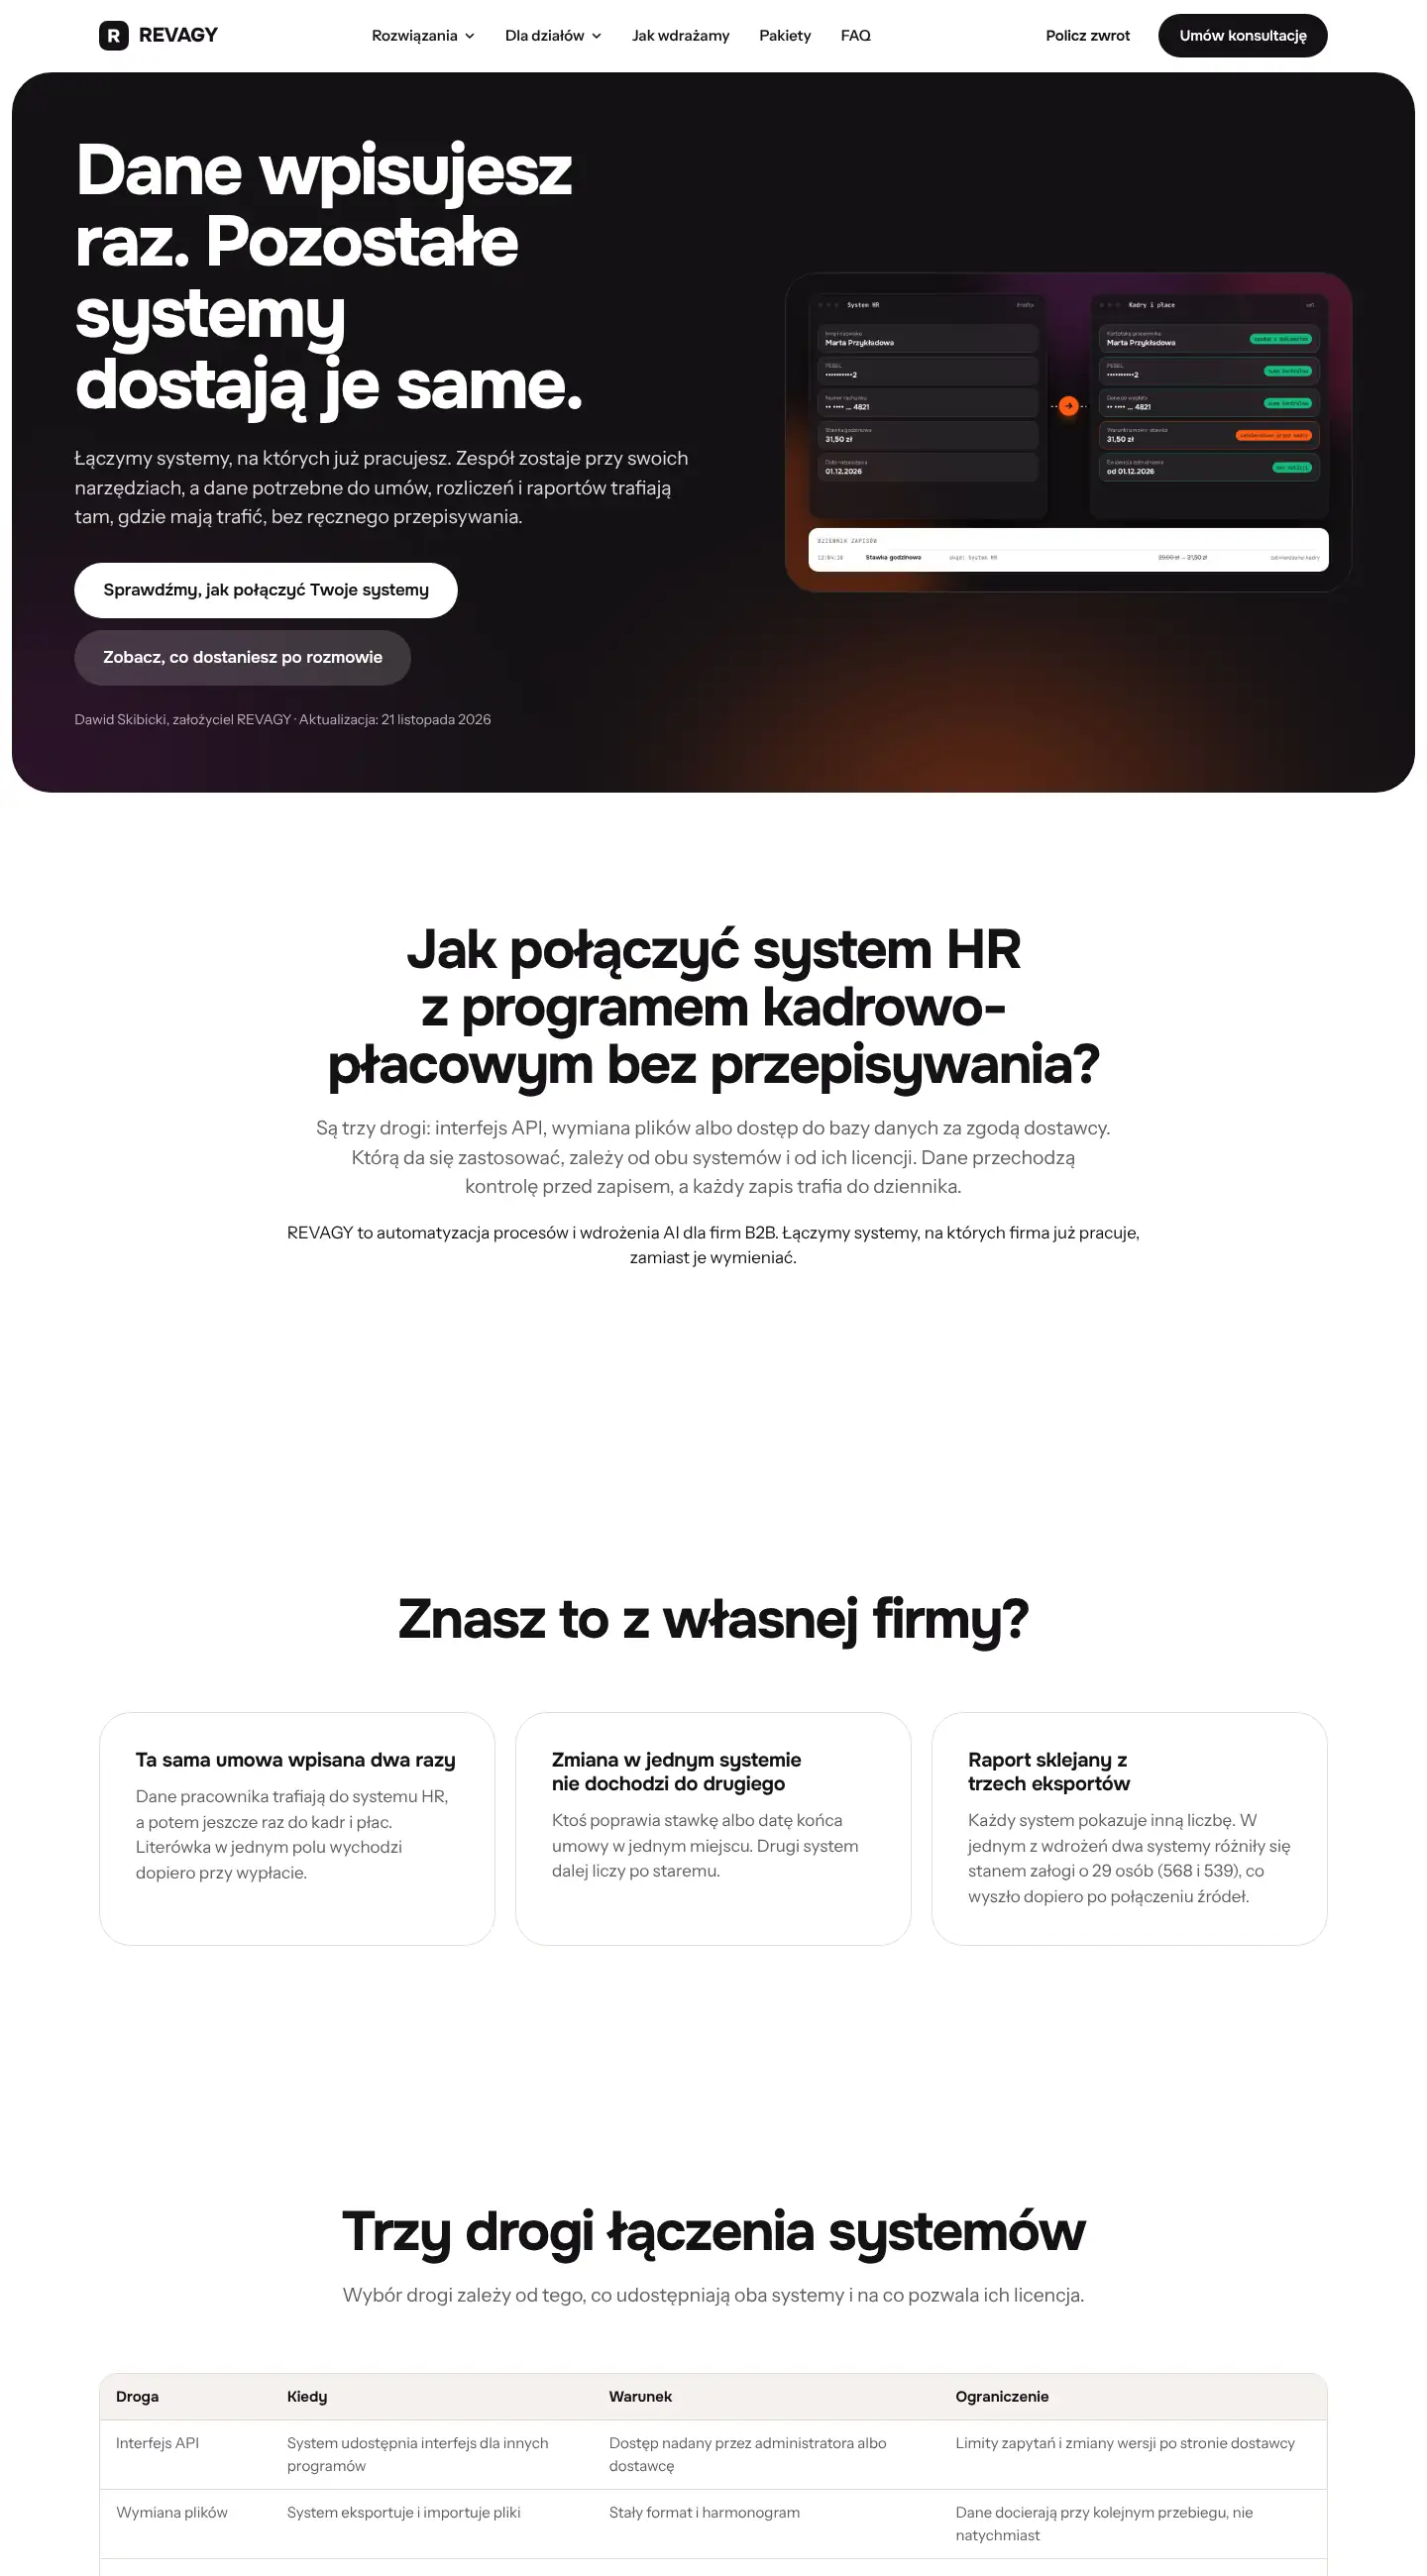 R REVAGY
Rozwiązania
Dla działów
Jak wdrażamy
Pakiety
FAQ
Policz zwrot
Umów konsultację
Dane wpisujesz
raz. Pozostałe
systemy
dostają je same.
Łączymy systemy, na których już pracujesz. Zespół zostaje przy swoich
narzędziach, a dane potrzebne do umów, rozliczeń i raportów trafiają
tam, gdzie mają trafić, bez ręcznego przepisywania.
Sprawdźmy, jak połączyć Twoje systemy
Zobacz, co dostaniesz po rozmowie
Dawid Skibicki, założyciel REVAGY · Aktualizacja: 21 listopada 2026
System HR
Marta Przykładowa
PESEL
••••••••••2
•• •••• … 4821
Stawka godzinowa
31,50 zł
01.12.2026
Kadry i płace
cel
Marta Przykładowa
PESEL
••••••••••2
•• •••• … 4821
31,50 zł
od 01.12.2026
DZIENNIK ZAPISÓW
Stawka godzinowa
skąd: System HR
Jak połączyć system HR
z programem kadrowo-
płacowym bez przepisywania?
Są trzy drogi: interfejs API, wymiana plików albo dostęp do bazy danych za zgodą dostawcy.
Którą da się zastosować, zależy od obu systemów i od ich licencji. Dane przechodzą
kontrolę przed zapisem, a każdy zapis trafia do dziennika.
REVAGY to automatyzacja procesów i wdrożenia AI dla firm B2B. Łączymy systemy, na których firma już pracuje,
zamiast je wymieniać.
Znasz to z własnej firmy?
Ta sama umowa wpisana dwa razy
Dane pracownika trafiają do systemu HR,
a potem jeszcze raz do kadr i płac.
Literówka w jednym polu wychodzi
dopiero przy wypłacie.
Zmiana w jednym systemie
nie dochodzi do drugiego
Ktoś poprawia stawkę albo datę końca
umowy w jednym miejscu. Drugi system
dalej liczy po staremu.
Raport sklejany z
trzech eksportów
Każdy system pokazuje inną liczbę. W
jednym z wdrożeń dwa systemy różniły się
stanem załogi o 29 osób (568 i 539), co
wyszło dopiero po połączeniu źródeł.
Trzy drogi łączenia systemów
Wybór drogi zależy od tego, co udostępniają oba systemy i na co pozwala ich licencja.
Droga
Kiedy
Warunek
Ograniczenie
Interfejs API
System udostępnia interfejs dla innych
programów
Dostęp nadany przez administratora albo
dostawcę
Limity zapytań i zmiany wersji po stronie dostawcy
Wymiana plików
System eksportuje i importuje pliki
Stały format i harmonogram
Dane docierają przy kolejnym przebiegu, nie
natychmiast